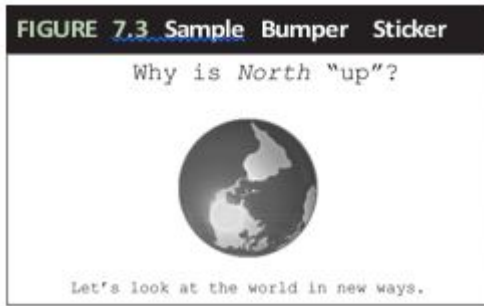 FIGURE 7.3 Sample Bumper Sticker
Why is North “up”?
Let’s look at the world in new ways.